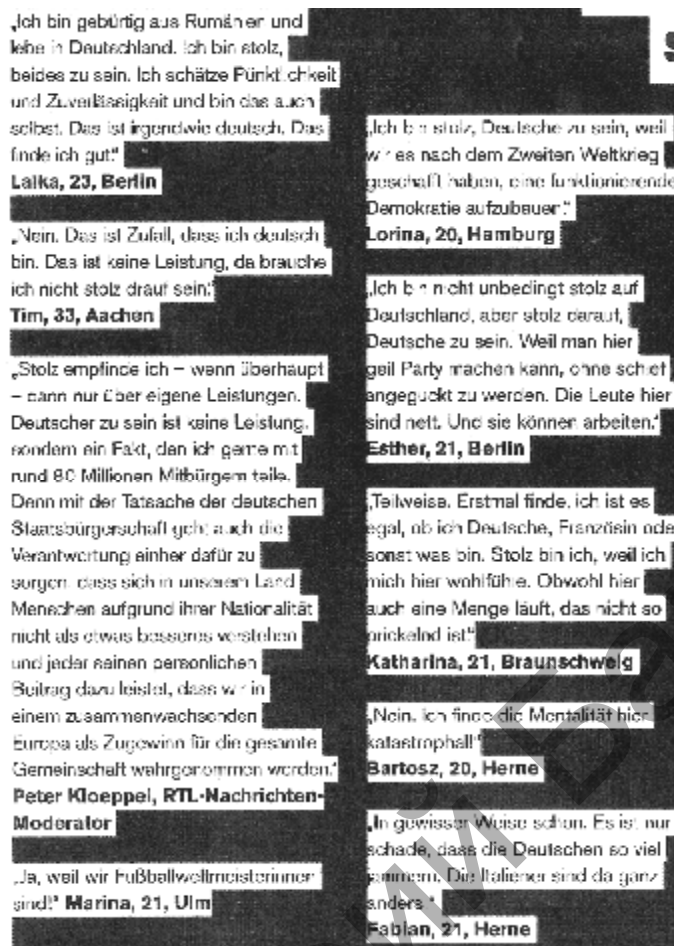 „Ich bin gebürtig aus Rumänien und
lebe in Deutschland. Ich bin stolz,
beides zu sein. Ich schätze Pünktlichkeit
und Zuverlässigkeit und bin das auch
selbst. Das ist irgendwie deutsch. Das
finde ich gut."
Laika, 23, Berlin
„Nein. Das ist Zufall, dass ich deutsch
bin. Das ist keine Leistung, da brauche
ich nicht stolz drauf sein."
Tim, 33, Aachen
„Stolz empfinde ich – wenn überhaupt
– dann nur über eigene Leistungen.
Deutscher zu sein ist keine Leistung,
sondern ein Fakt, den ich gerne mit
rund 80 Millionen Mitbürgern teile.
Denn mit der Tatsache der deutschen
Staatsbürgerschaft geht auch die
Verantwortung einher dafür zu
sorgen, dass sich in unserem Land
Menschen aufgrund ihrer Nationalität
nicht als etwas besseres verstehen
und jeder seinen persönlichen
Beitrag dazu leistet, dass wir in
einem zusammenwachsenden
Europa als Zugewinn für die gesamte
Gemeinschaft wahrgenommen werden."
Peter Kloeppel, RTL-Nachrichten-
Moderator
„Ja, weil wir Fußballweltmeisterinnen
sind!" Marina, 21, Ulm
„Ich bin stolz, Deutsche zu sein, weil
wir es nach dem Zweiten Weltkrieg
geschafft haben, eine funktionierende
Demokratie aufzubauen."
Lorina, 20, Hamburg
„Ich bin nicht unbedingt stolz auf
Deutschland, aber stolz darauf,
Deutsche zu sein. Weil man hier
geil Party machen kann, ohne schief
angeguckt zu werden. Die Leute hier
sind nett. Und sie können arbeiten."
Esther, 21, Berlin
„Teilweise. Erstmal finde, ich ist es
egal, ob ich Deutsche, Französin ode
sonst was bin. Stolz bin ich, weil ich
mich hier wohlfühle. Obwohl hier
auch eine Menge läuft, das nicht so
prickelnd ist."
Katharina, 21, Braunschweig
„Nein. Ich finde die Mentalität hier
katastrophal!"
Bartosz, 20, Herne
„In gewisser Weise schon. Es ist nur
schade, dass die Deutschen so viel
jammern. Die Italiener sind da ganz
anders."
Fabian, 21, Herne